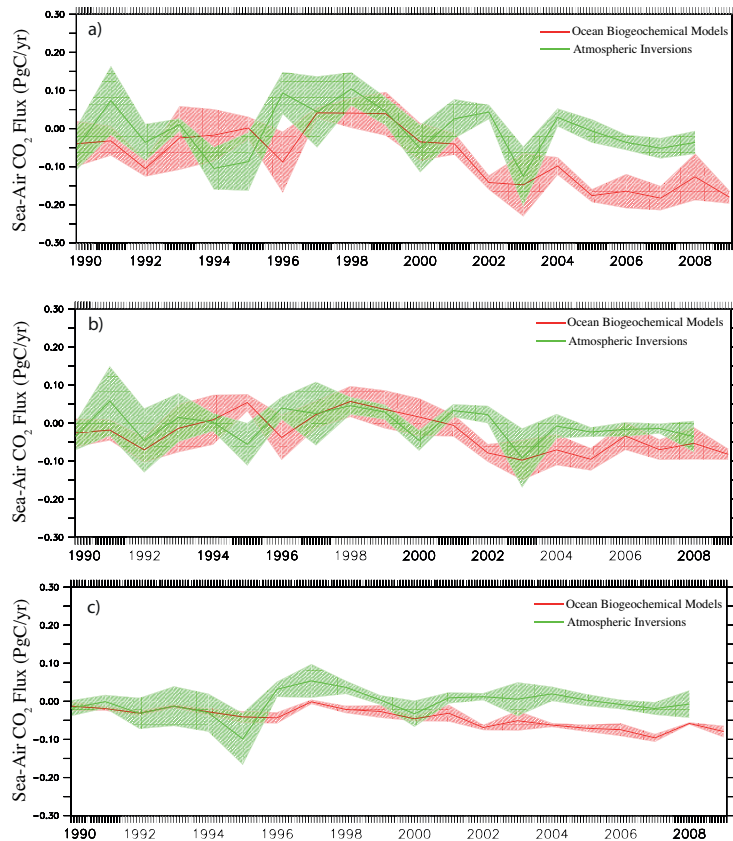 a)
Ocean Biogeochemical Models
Atmospheric Inversions
Sea-Air CO₂ Flux (PgC/yr)
0.30
0.20
0.10
0.00
−0.10
−0.20
−0.30
1990 1992 1994 1996 1998 2000 2002 2004 2006 2008
b)
Ocean Biogeochemical Models
Atmospheric Inversions
Sea-Air CO₂ Flux (PgC/yr)
0.30
0.20
0.10
0.00
−0.10
−0.20
−0.30
1990 1992 1994 1996 1998 2000 2002 2004 2006 2008
c)
Ocean Biogeochemical Models
Atmospheric Inversions
Sea-Air CO₂ Flux (PgC/yr)
0.30
0.20
0.10
0.00
−0.10
−0.20
−0.30
1990 1992 1994 1996 1998 2000 2002 2004 2006 2008